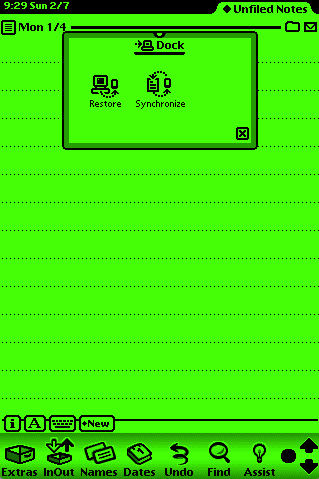 9:29 Sun 2/7
◆ Unfiled Notes
Mon 1/4
Dock
Restore
Synchronize
i
A
•New
Extras
InOut
Names
Dates
Undo
Find
Assist